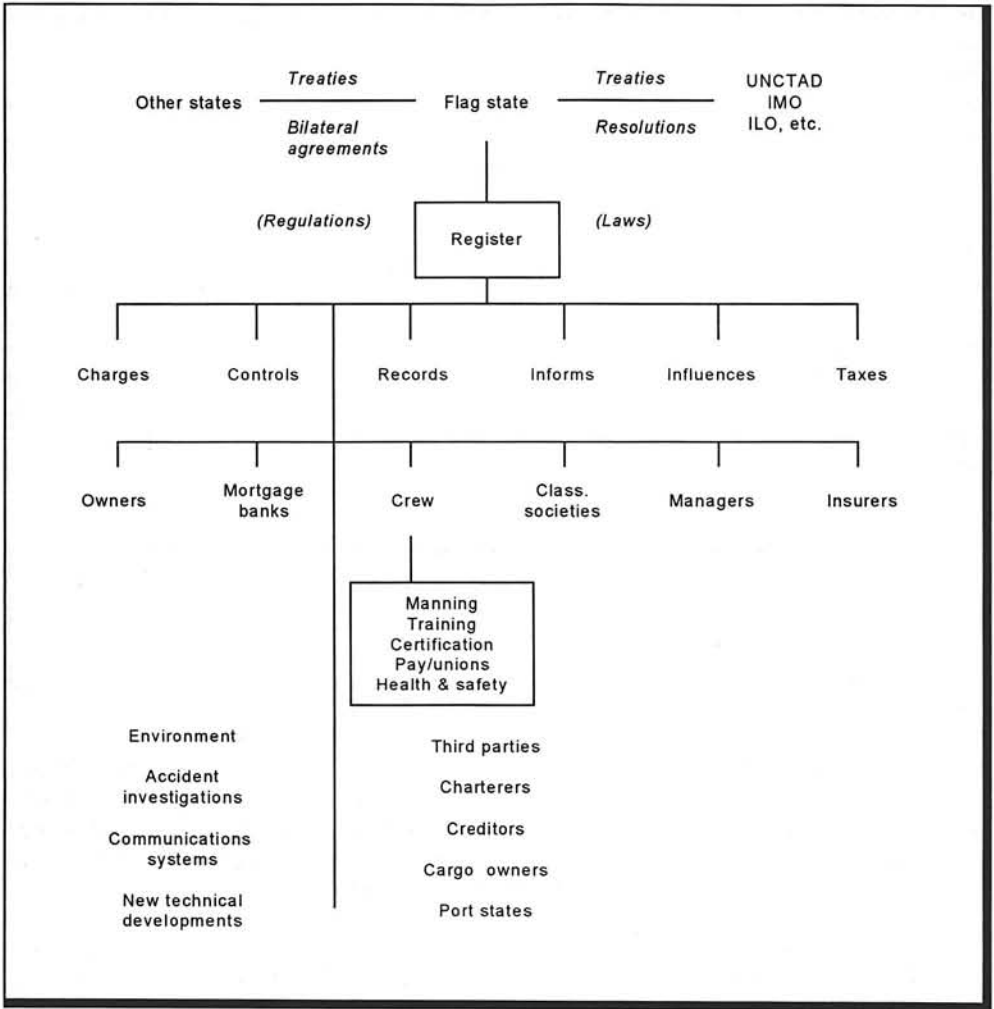 Treaties
Treaties
Other states
Flag state
UNCTAD
IMO
ILO, etc.
Bilateral
agreements
Resolutions
(Regulations)
Register
(Laws)
Charges
Controls
Records
Informs
Influences
Taxes
Owners
Mortgage
banks
Crew
Class.
societies
Managers
Insurers
Manning
Training
Certification
Pay/unions
Health & safety
Environment
Accident
investigations
Communications
systems
New technical
developments
Third parties
Charterers
Creditors
Cargo owners
Port states